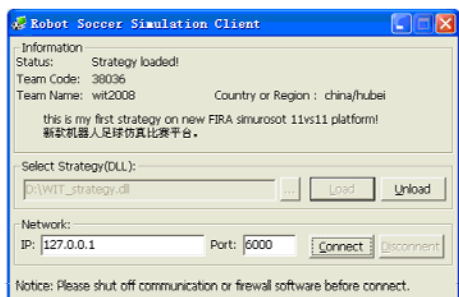 Robot Soccer Simulation Client
Information
Status: Strategy loaded!
Team Code: 38036
Team Name: wit2008 Country or Region : china/hubei
this is my first strategy on new FIRA simurosot 11vs11 platform!
新款机器人足球仿真比赛平台。
Select Strategy(DLL):
D:\WIT_strategy.dll ... Load Unload
Network:
IP: 127.0.0.1 Port: 6000 Connect Disconnent
Notice: Please shut off communication or firewall software before connect.